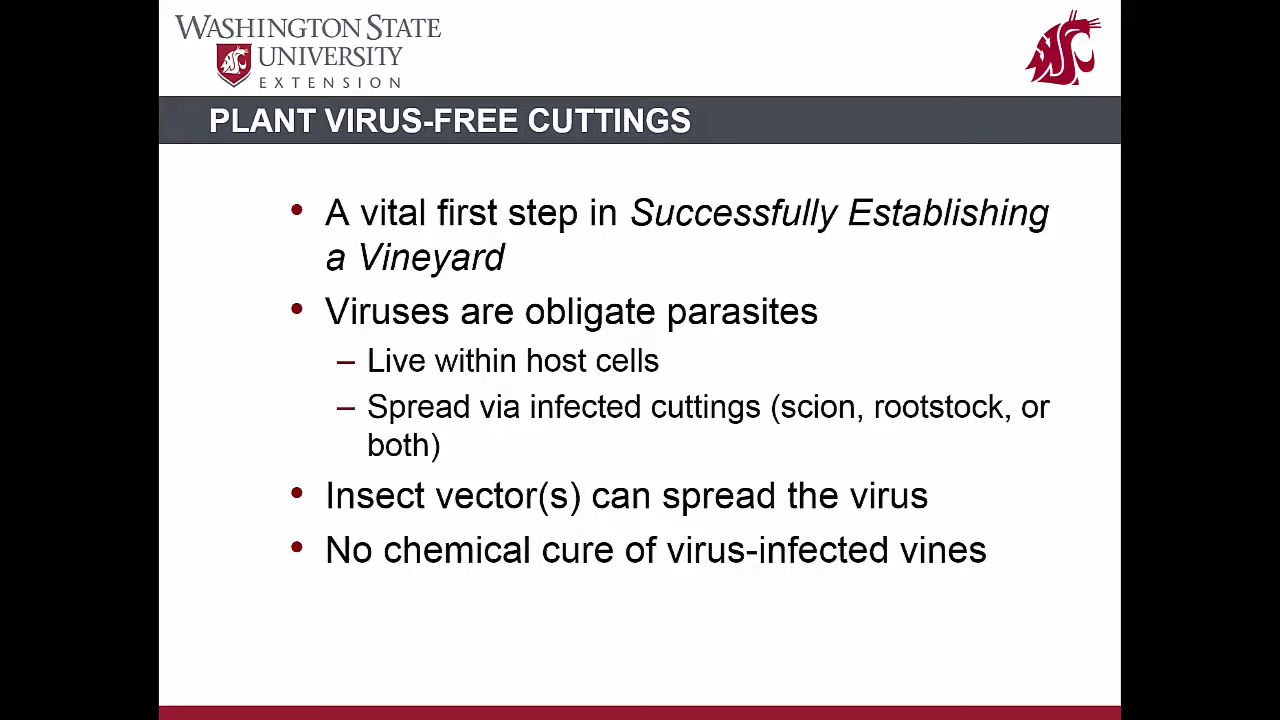 WASHINGTON STATE
UNIVERSITY
EXTENSION
PLANT VIRUS-FREE CUTTINGS
• A vital first step in Successfully Establishing
a Vineyard
• Viruses are obligate parasites
– Live within host cells
– Spread via infected cuttings (scion, rootstock, or
both)
• Insect vector(s) can spread the virus
• No chemical cure of virus-infected vines